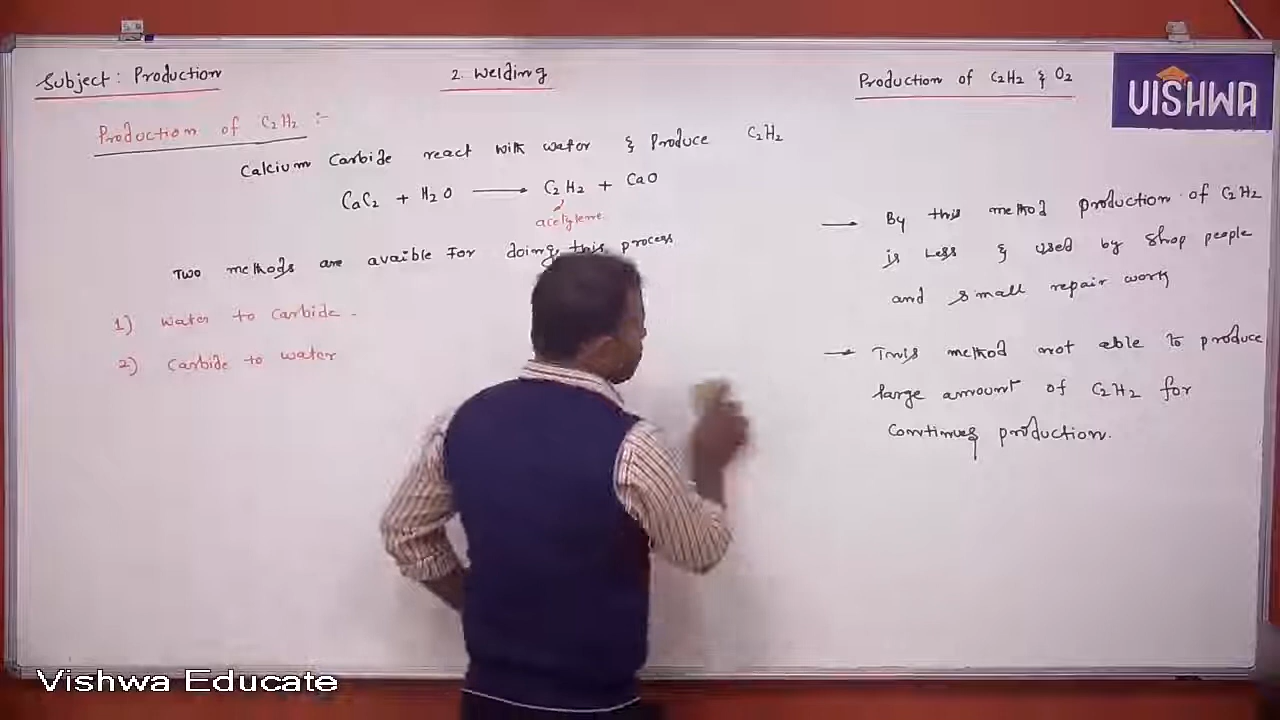 Subject: Production
2. Welding
Production of C2H2 & O2
VISHWA
Production of C2H2 :-
Calcium Carbide react with water & Produce C2H2
CaC2 + H2O → C2H2 + CaO
acetylene
Two methods are avaible For doing this process
1) Water to Carbide.
2) Carbide to water
→ By this method production of C2H2
is Less & used by Shop people
and small repair work
→ This method not able to produce
large amount of C2H2 for
production.
Vishwa Educate